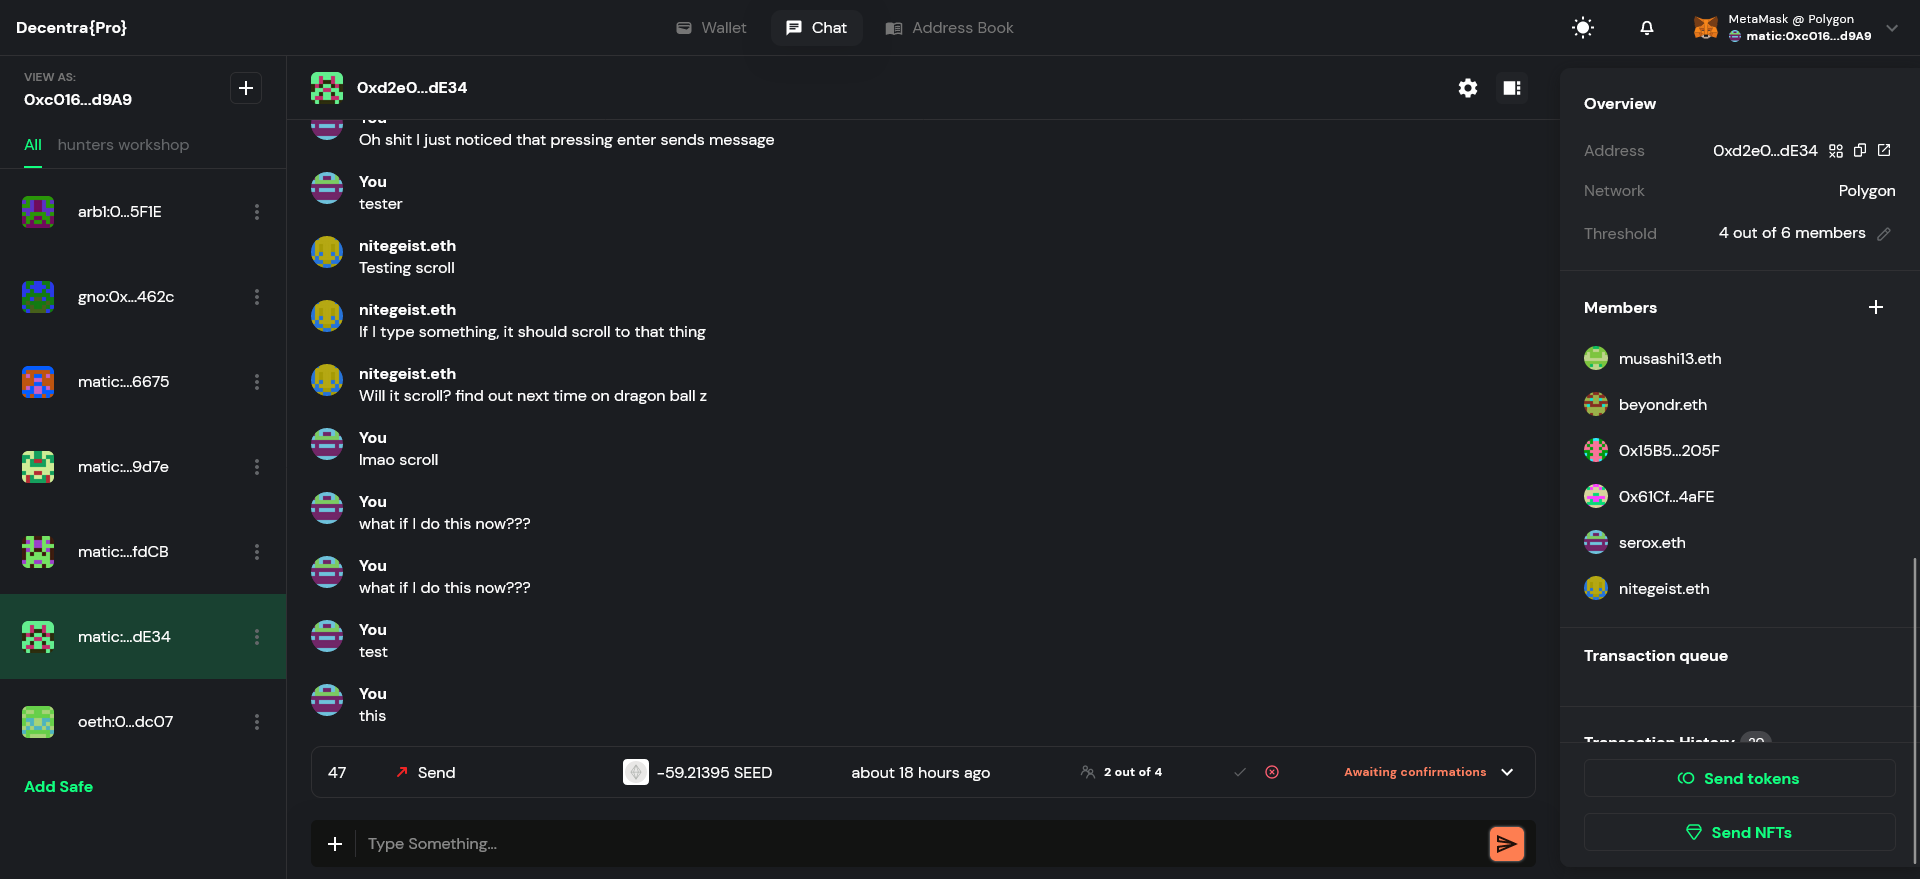 Decentra{Pro}
Wallet
Chat
Address Book
MetaMask @ Polygon
matic:0xc016...d9A9
VIEW AS:
0xc016...d9A9
All
hunters workshop
arb1:0...5F1E
gno:0x...462c
matic:...6675
matic:...9d7e
matic:...fdCB
matic:...dE34
oeth:0...dc07
Add Safe
0xd2e0...dE34
You
Oh shit I just noticed that pressing enter sends message
You
tester
nitegeist.eth
Testing scroll
nitegeist.eth
If I type something, it should scroll to that thing
nitegeist.eth
Will it scroll? find out next time on dragon ball z
You
lmao scroll
You
what if I do this now???
You
what if I do this now???
You
test
You
this
47 Send -59.21395 SEED about 18 hours ago 2 out of 4 Awaiting confirmations
Type Something...
Overview
Address 0xd2e0...dE34
Network Polygon
Threshold 4 out of 6 members
Members
musashi13.eth
beyondr.eth
0x15B5...205F
0x61Cf...4aFE
serox.eth
nitegeist.eth
Transaction queue
Transaction History 20
Send tokens
Send NFTs